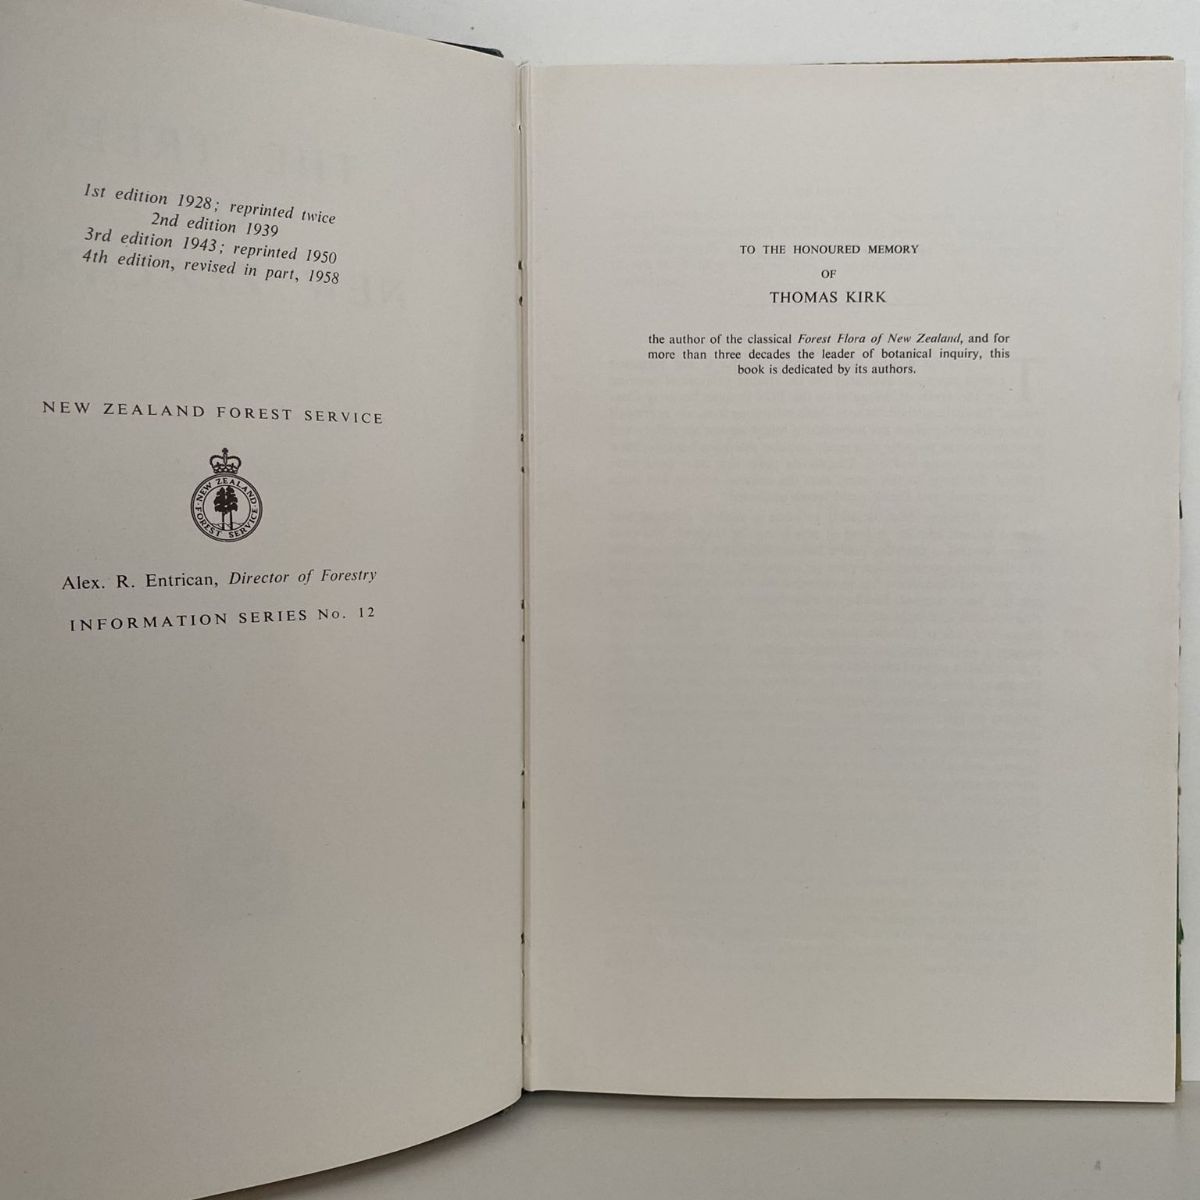 1st edition 1928; reprinted twice
2nd edition 1939
3rd edition 1943; reprinted 1950
4th edition, revised in part, 1958
NEW ZEALAND FOREST SERVICE
NEW ZEALAND
FOREST SERVICE
Alex. R. Entrican, Director of Forestry
INFORMATION SERIES No. 12
TO THE HONOURED MEMORY
OF
THOMAS KIRK
the author of the classical Forest Flora of New Zealand, and for
more than three decades the leader of botanical inquiry, this
book is dedicated by its authors.